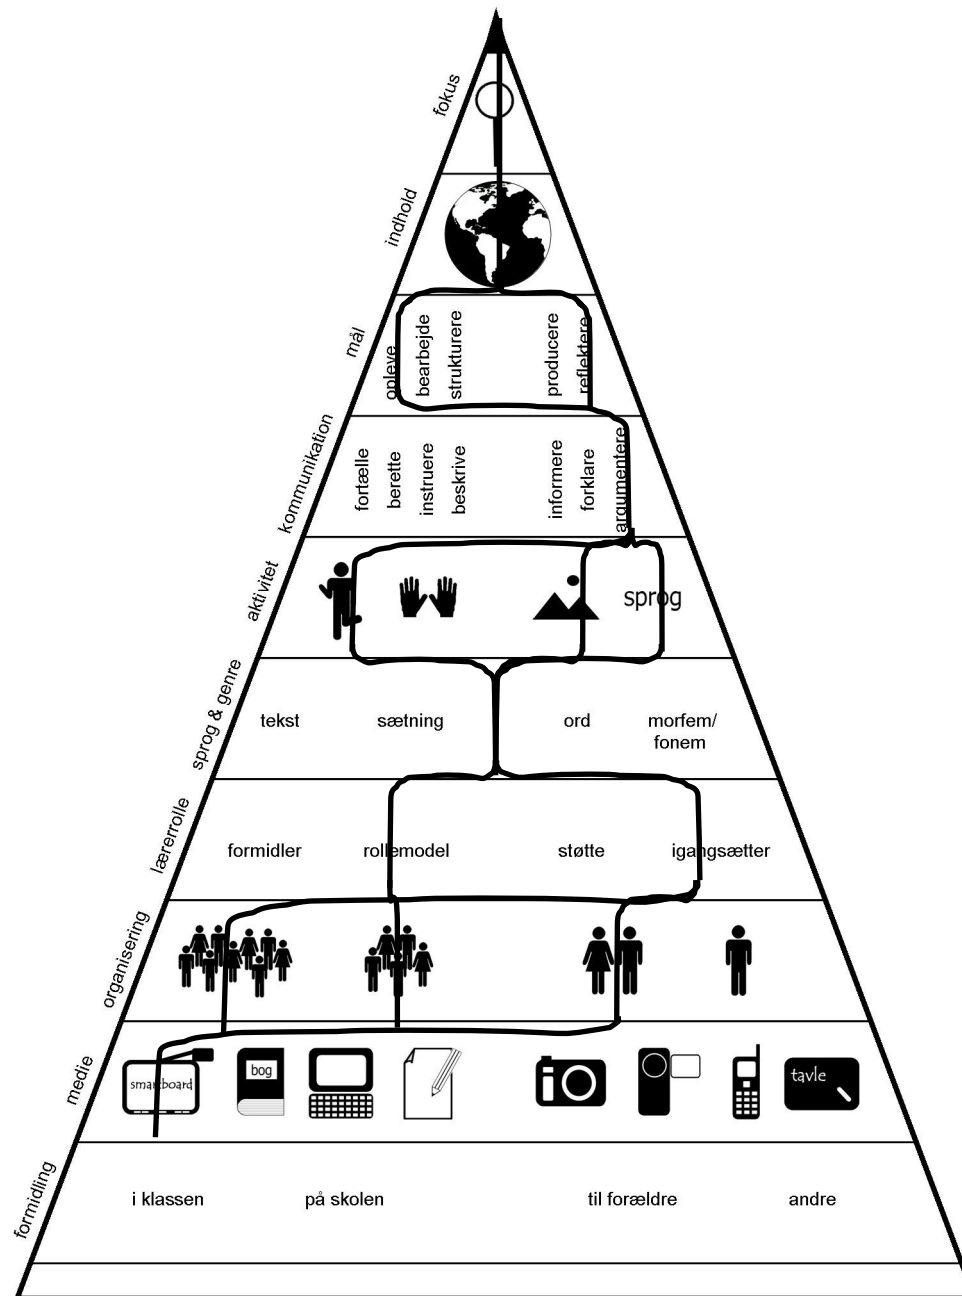 fokus
indhold
mål
opleve
bearbejde
strukturere
producere
reflektere
kommunikation
fortælle
berette
instruere
beskrive
informere
forklare
argumentere
aktivitet
sprog
sprog & genre
tekst
sætning
ord
morfem/
fonem
lærerrolle
formidler
rollemodel
støtte
igangsætter
organisering
medie
smartboard
bog
tavle
formidling
i klassen
på skolen
til forældre
andre